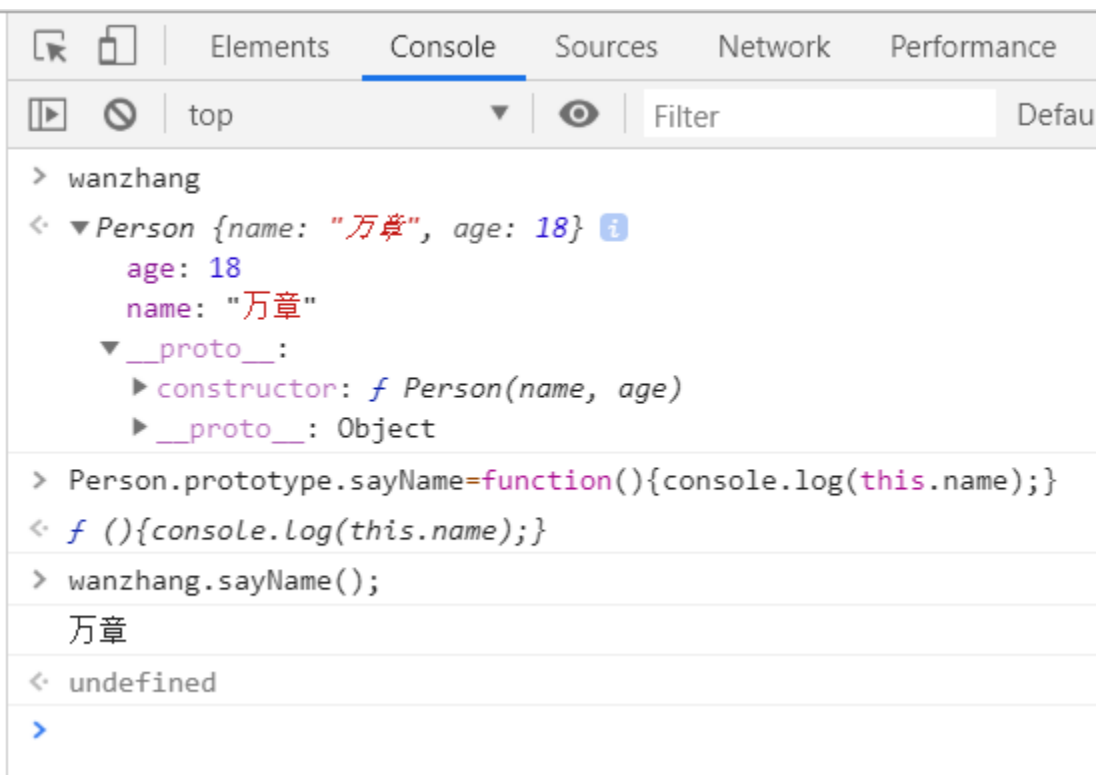 Elements Console Sources Network Performance
top Filter Defau
> wanzhang
Person {name: "万章", age: 18} i
age: 18
name: "万章"
__proto__:
constructor: ƒ Person(name, age)
__proto__: Object
> Person.prototype.sayName=function(){console.log(this.name);}
ƒ (){console.log(this.name);}
> wanzhang.sayName();
万章
undefined
>